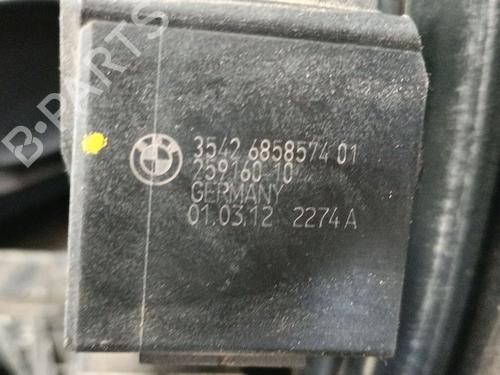 B-PARTS
3542 6858574 01
259160 10
GERMANY
01.03.12 2274 A